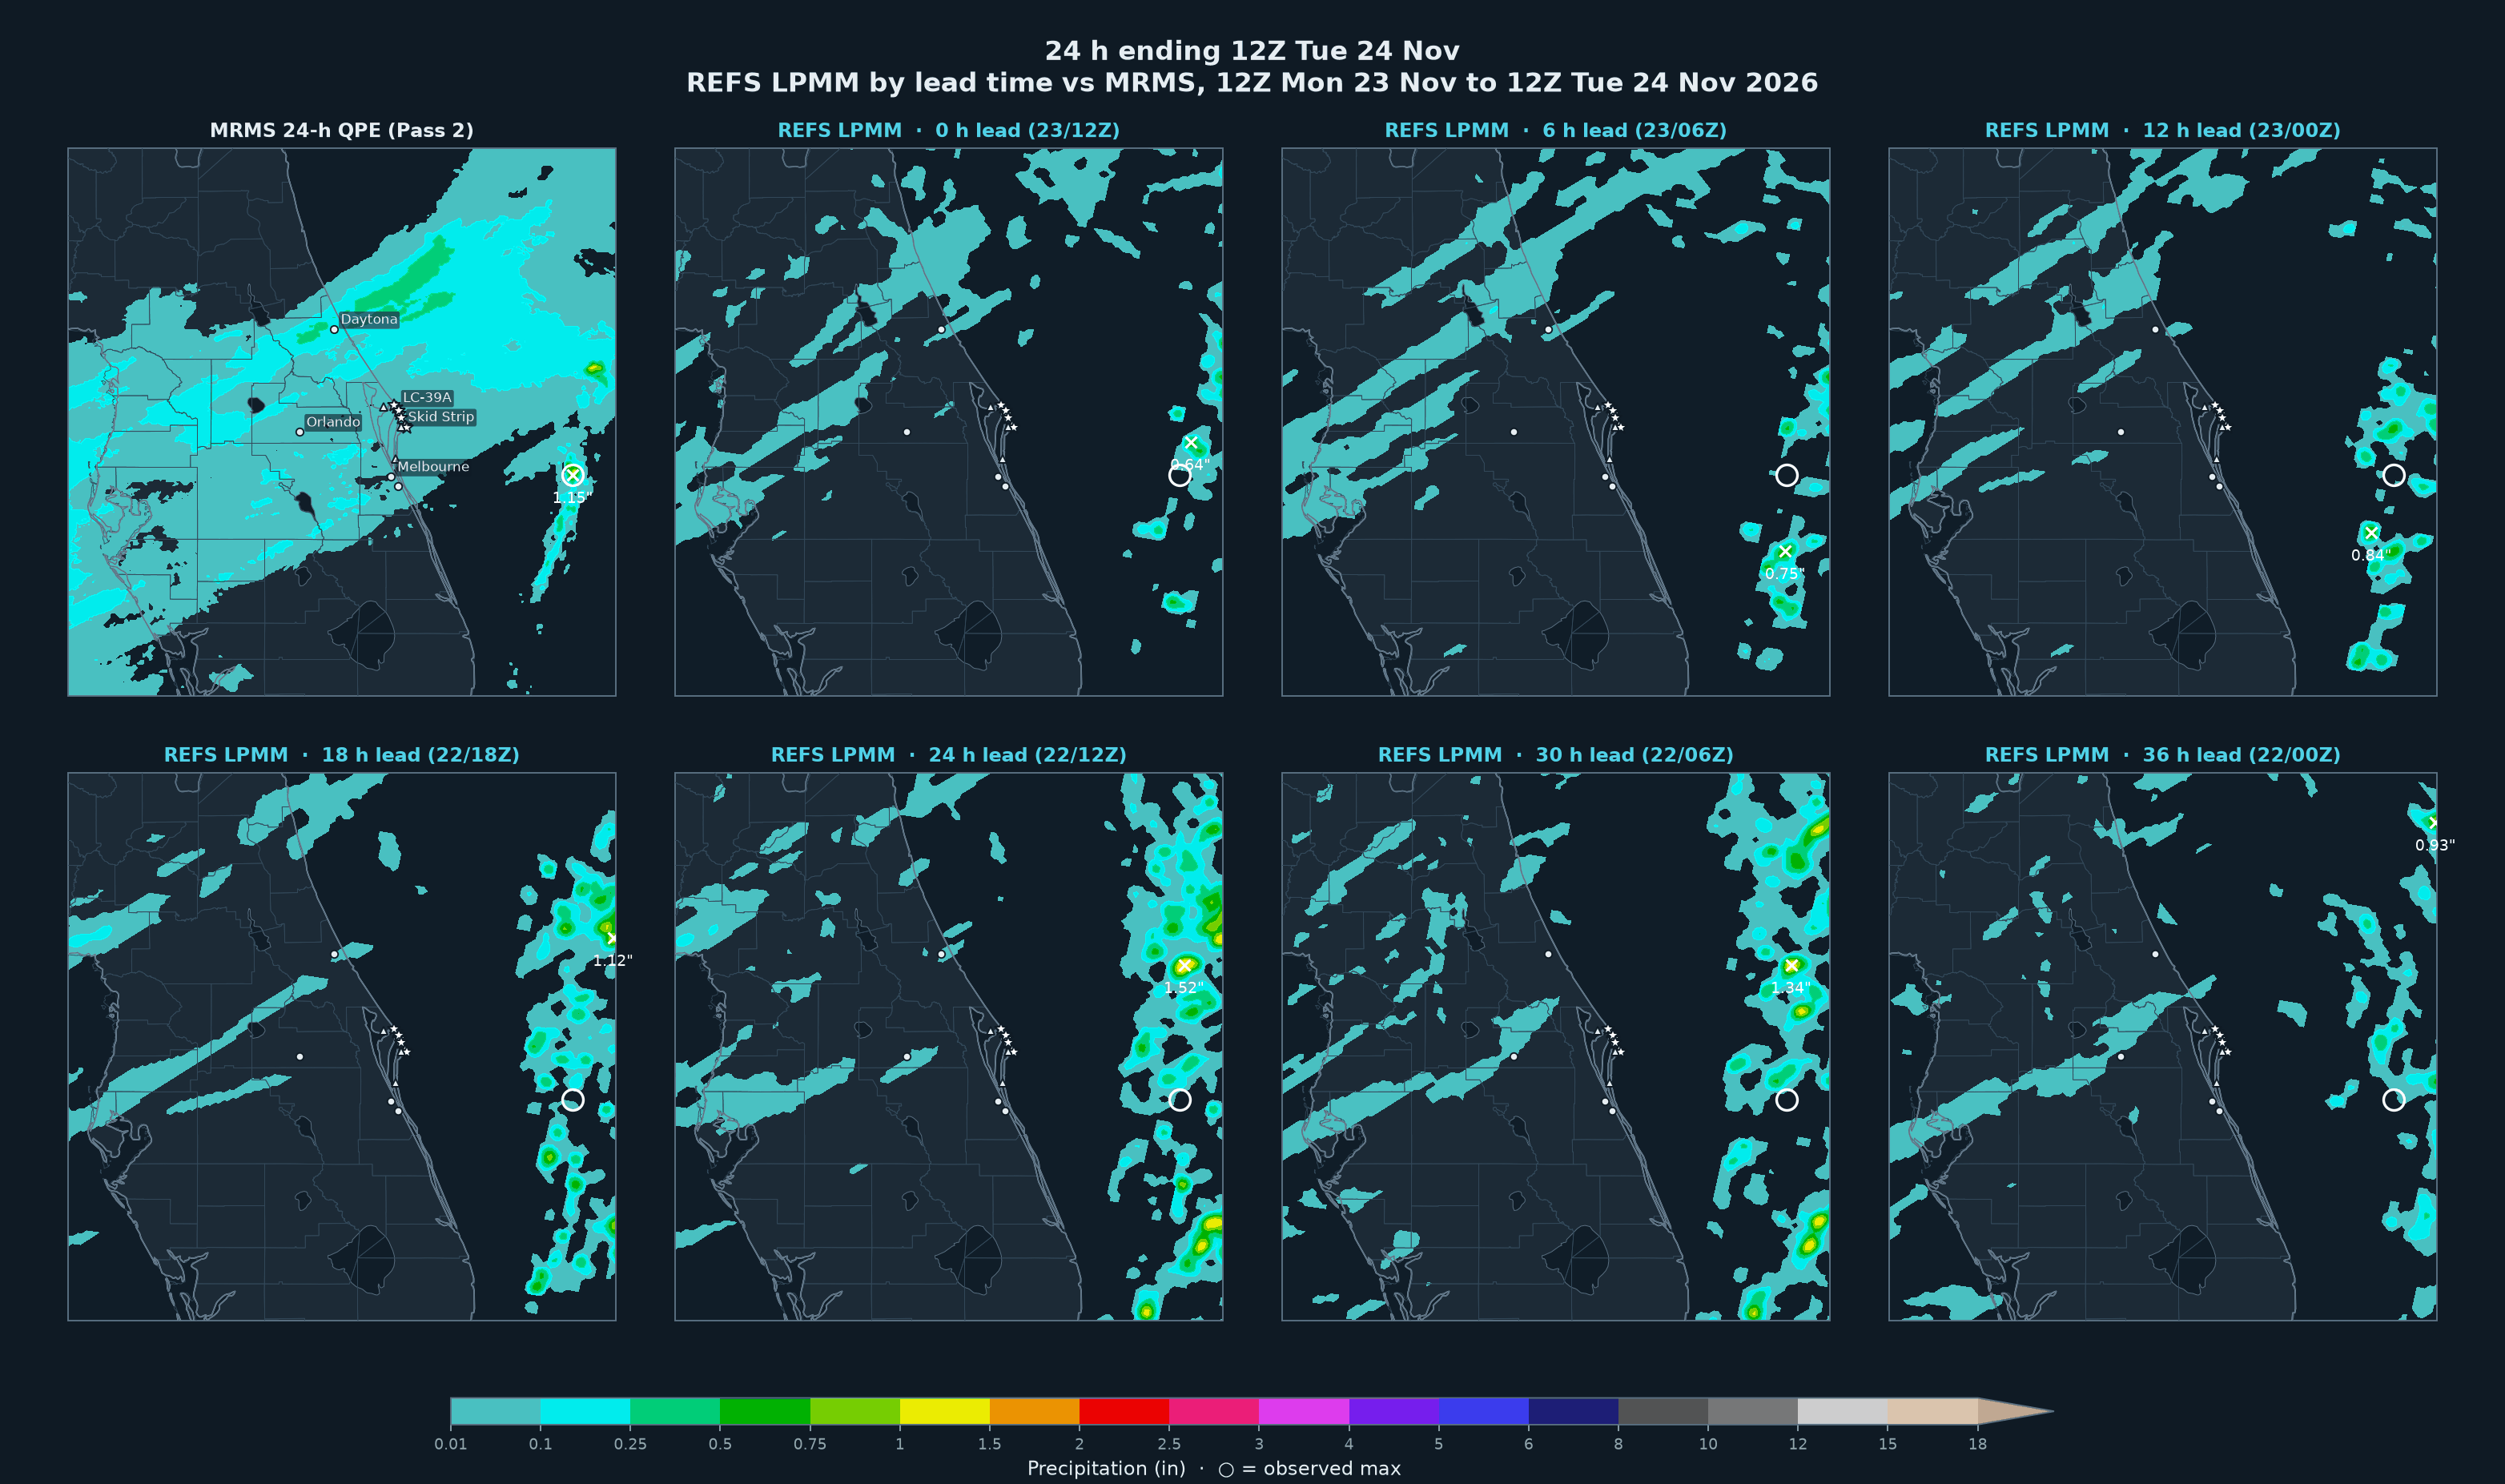 24 h ending 12Z Tue 24 Nov
REFS LPMM by lead time vs MRMS, 12Z Mon 23 Nov to 12Z Tue 24 Nov 2026
MRMS 24-h QPE (Pass 2)
REFS LPMM · 0 h lead (23/12Z)
REFS LPMM · 6 h lead (23/06Z)
REFS LPMM · 12 h lead (23/00Z)
Daytona
LC-39A
Skid Strip
Orlando
Melbourne
1.15"
0.64"
0.75"
0.84"
REFS LPMM · 18 h lead (22/18Z)
REFS LPMM · 24 h lead (22/12Z)
REFS LPMM · 30 h lead (22/06Z)
REFS LPMM · 36 h lead (22/00Z)
1.12"
1.52"
1.34"
0.93"
0.01 0.1 0.25 0.5 0.75 1 1.5 2 2.5 3 4 5 6 8 10 12 15 18
Precipitation (in) · ○ = observed max